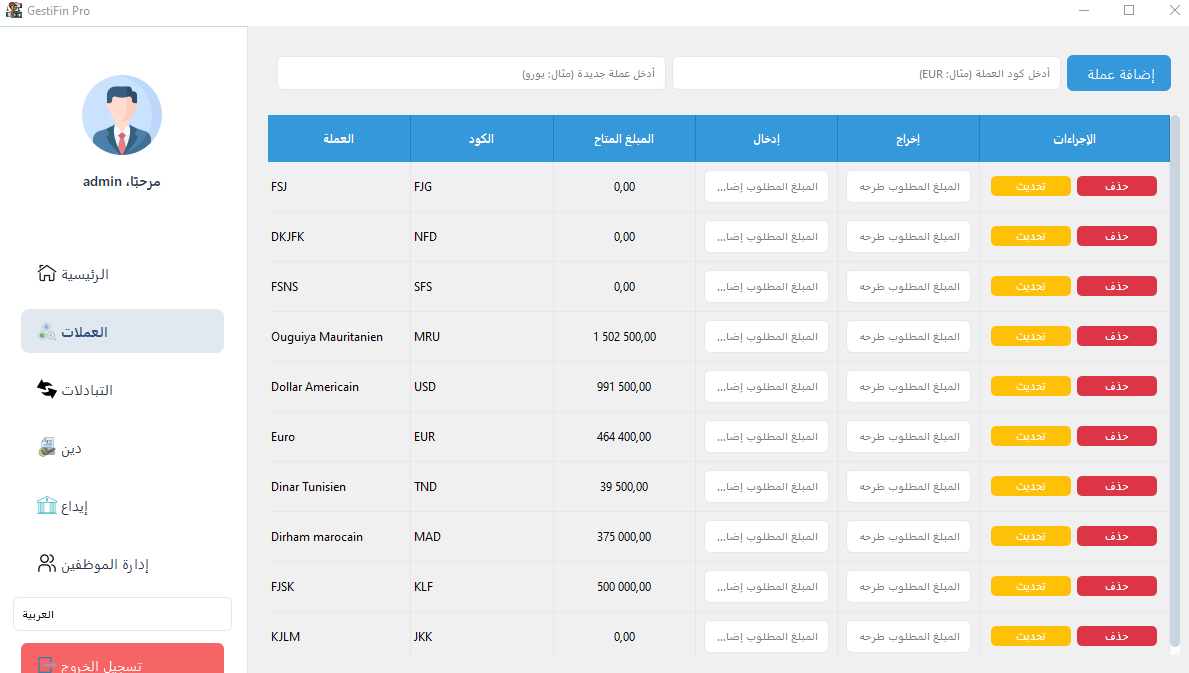 GestiFin Pro
مرحبًا، admin
الرئيسية
العملات
التبادلات
دين
إيداع
إدارة الموظفين
العربية
تسجيل الخروج
أدخل عملة جديدة (مثال: يورو)
أدخل كود العملة (مثال: EUR)
إضافة عملة
العملة الكود المبلغ المتاح إدخال إخراج الإجراءات
FSJ FJG 0,00 المبلغ المطلوب إضا... المبلغ المطلوب طرحه تحديث حذف
DKJFK NFD 0,00 المبلغ المطلوب إضا... المبلغ المطلوب طرحه تحديث حذف
FSNS SFS 0,00 المبلغ المطلوب إضا... المبلغ المطلوب طرحه تحديث حذف
Ouguiya Mauritanien MRU 1 502 500,00 المبلغ المطلوب إضا... المبلغ المطلوب طرحه تحديث حذف
Dollar Americain USD 991 500,00 المبلغ المطلوب إضا... المبلغ المطلوب طرحه تحديث حذف
Euro EUR 464 400,00 المبلغ المطلوب إضا... المبلغ المطلوب طرحه تحديث حذف
Dinar Tunisien TND 39 500,00 المبلغ المطلوب إضا... المبلغ المطلوب طرحه تحديث حذف
Dirham marocain MAD 375 000,00 المبلغ المطلوب إضا... المبلغ المطلوب طرحه تحديث حذف
FJSK KLF 500 000,00 المبلغ المطلوب إضا... المبلغ المطلوب طرحه تحديث حذف
KJLM JKK 0,00 المبلغ المطلوب إضا... المبلغ المطلوب طرحه تحديث حذف